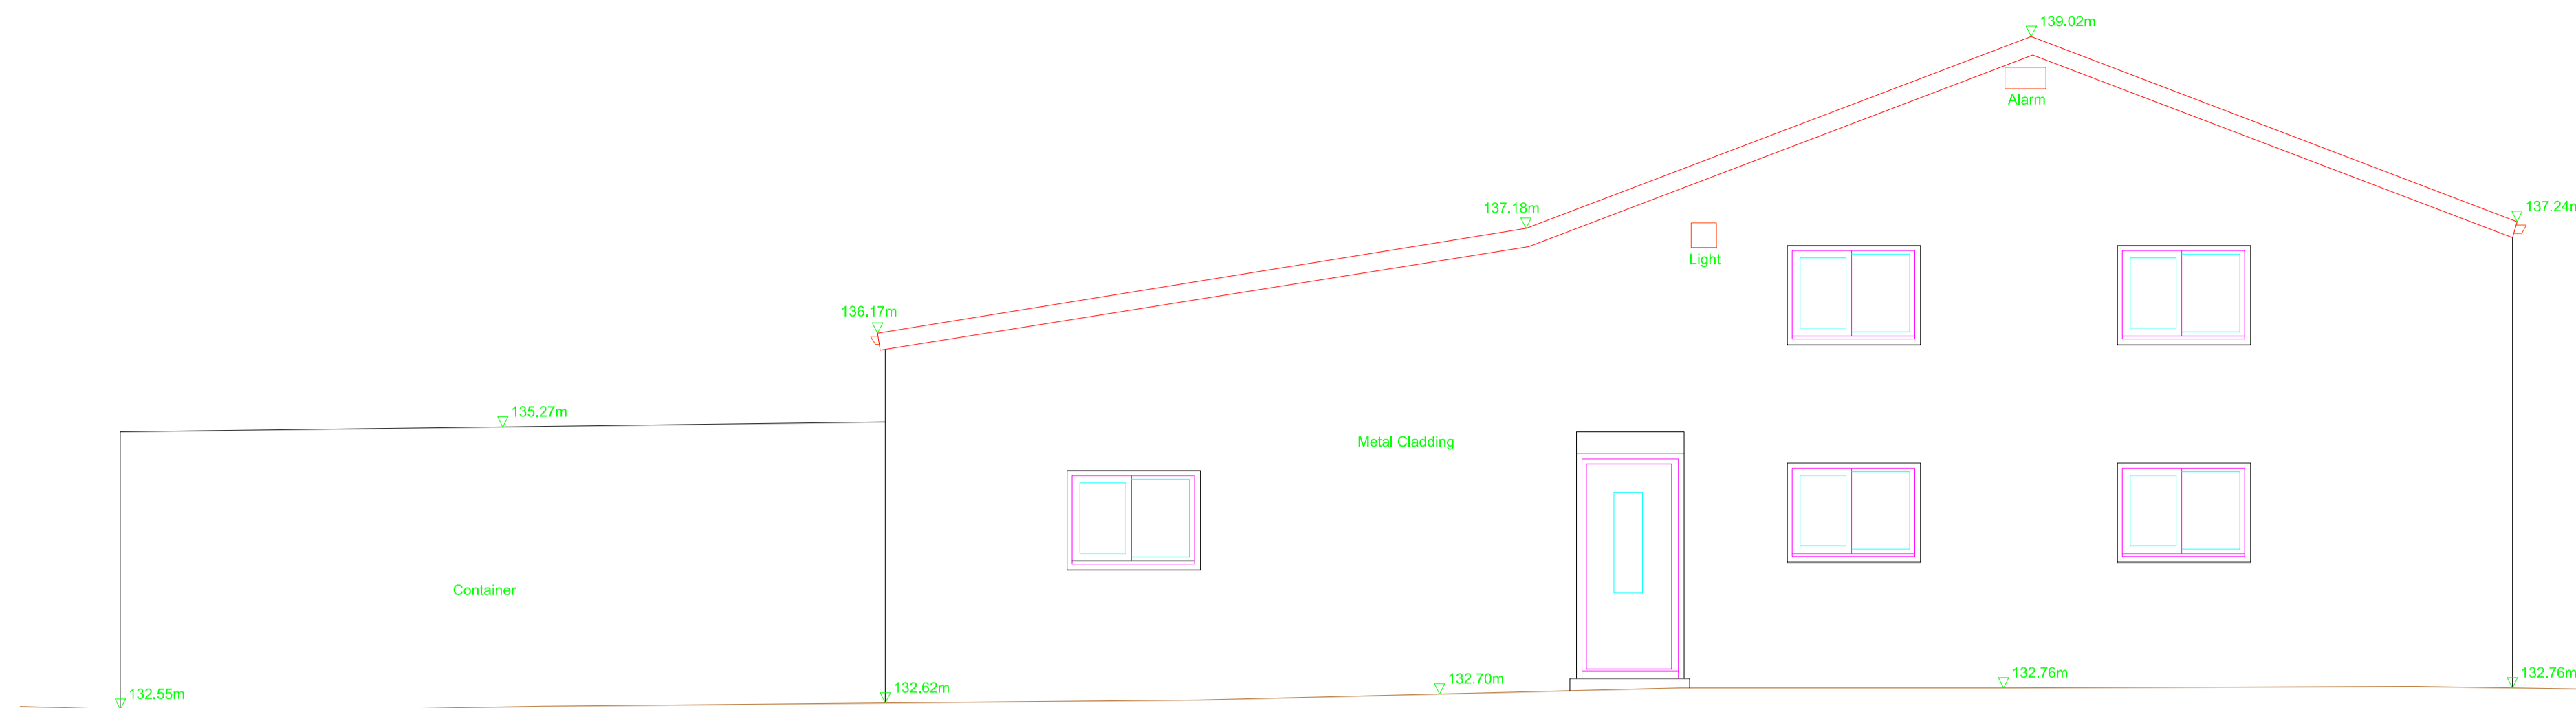 139.02m
Alarm
137.18m
137.24m
Light
136.17m
135.27m
Metal Cladding
Container
132.55m
132.62m
132.70m
132.76m
132.76m